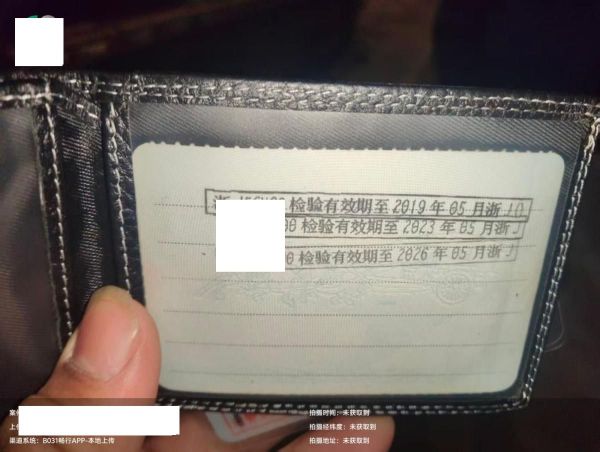 检验有效期至 2019 年 05 月浙 J
00 检验有效期至 2023 年 05 月浙 J
0 检验有效期至 2026 年 05 月浙 J
拍摄时间：未获取到
拍摄经纬度：未获取到
渠道系统：B031畅行APP-本地上传
拍摄地址：未获取到